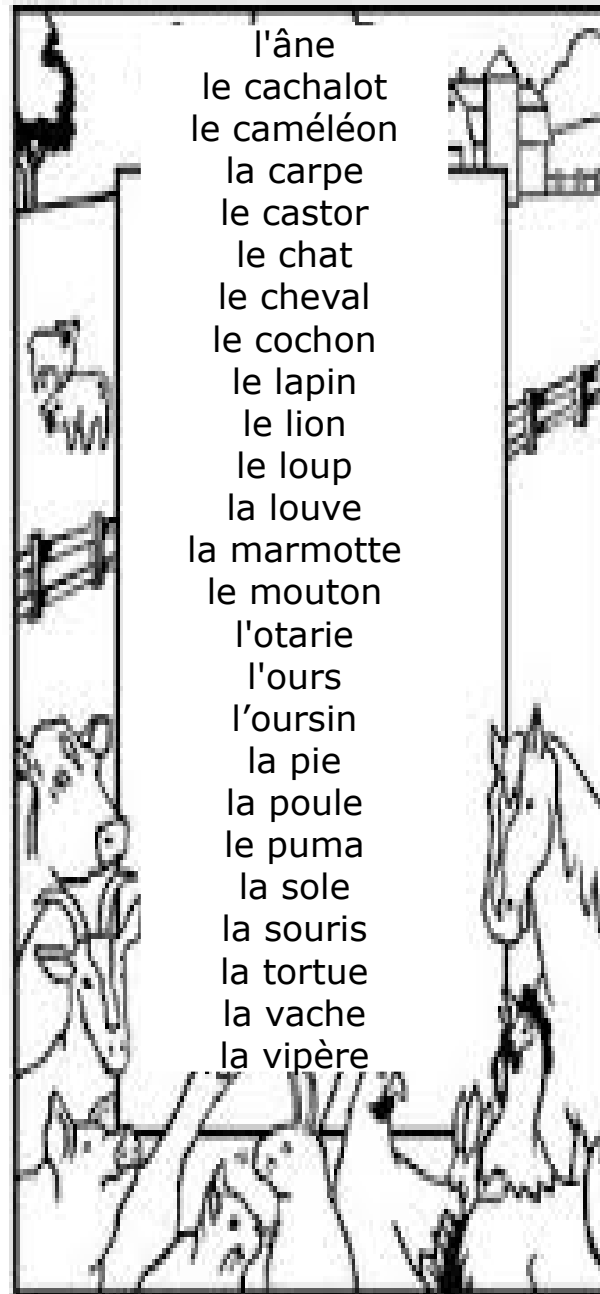 l'âne
le cachalot
le caméléon
la carpe
le castor
le chat
le cheval
le cochon
le lapin
le lion
le loup
la louve
la marmotte
le mouton
l'otarie
l'ours
l’oursin
la pie
la poule
le puma
la sole
la souris
la tortue
la vache
la vipère